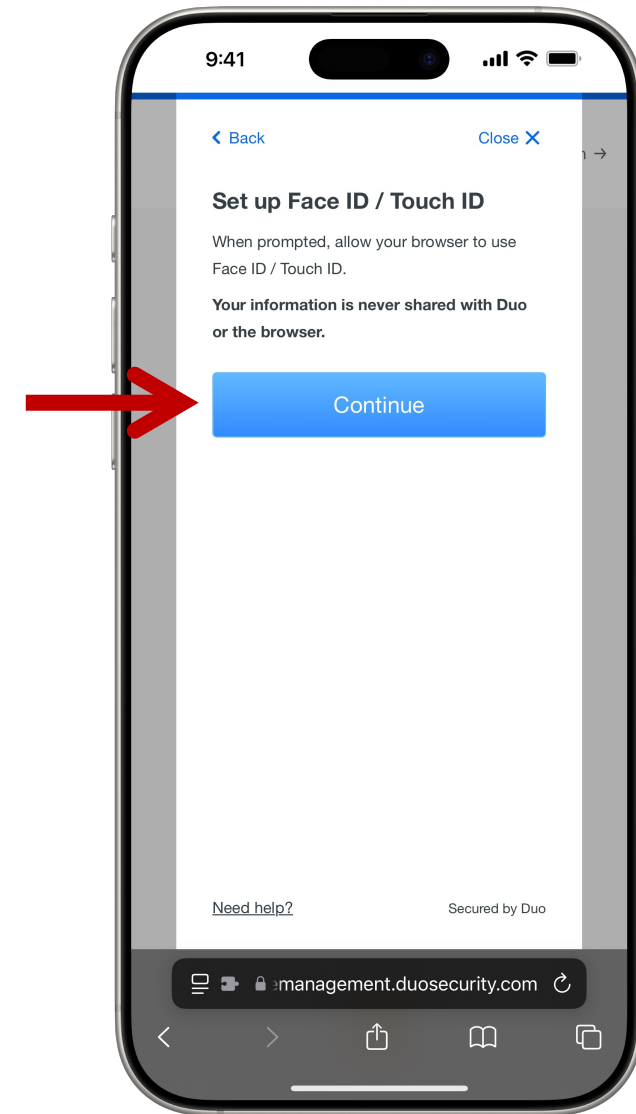 9:41
Back
Close
Set up Face ID / Touch ID
When prompted, allow your browser to use
Face ID / Touch ID.
Your information is never shared with Duo
or the browser.
Continue
Need help?
Secured by Duo
management.duosecurity.com